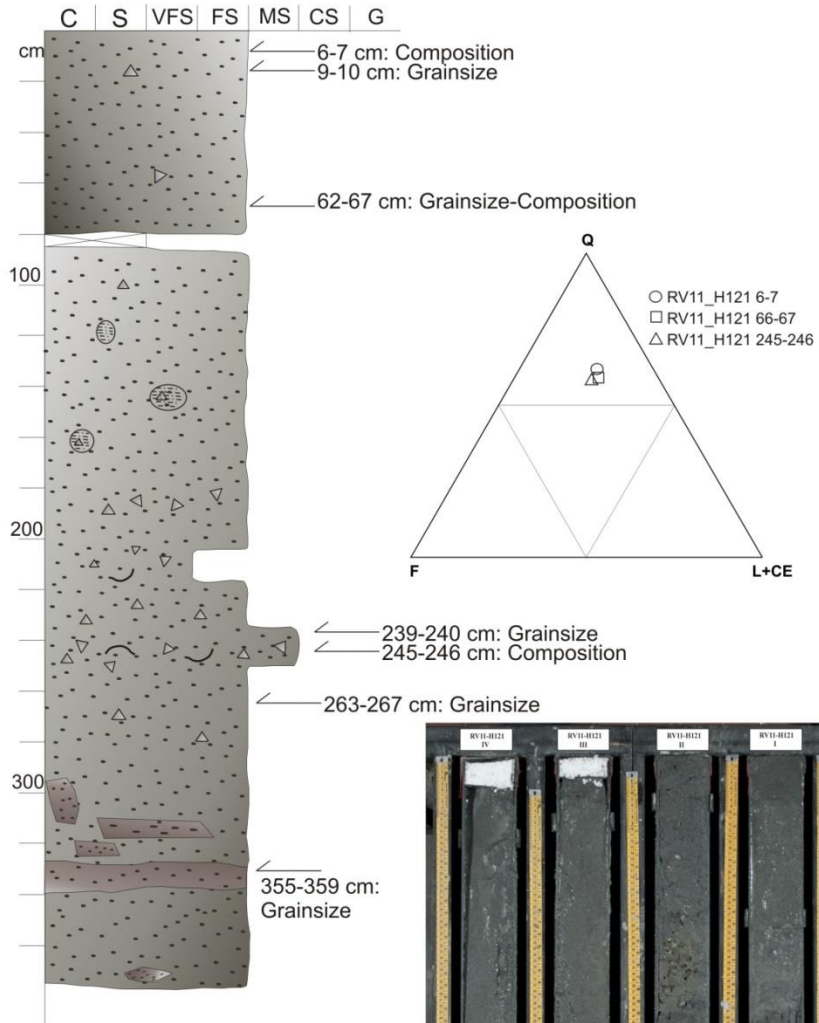 C S VFS FS MS CS G
cm
6-7 cm: Composition
9-10 cm: Grainsize
62-67 cm: Grainsize-Composition
100
Q
RV11_H121 6-7
RV11_H121 66-67
RV11_H121 245-246
F
L+CE
200
239-240 cm: Grainsize
245-246 cm: Composition
263-267 cm: Grainsize
300
355-359 cm:
Grainsize
RV11-H121
IV
RV11-H121
III
RV11-H121
II
RV11-H121
I